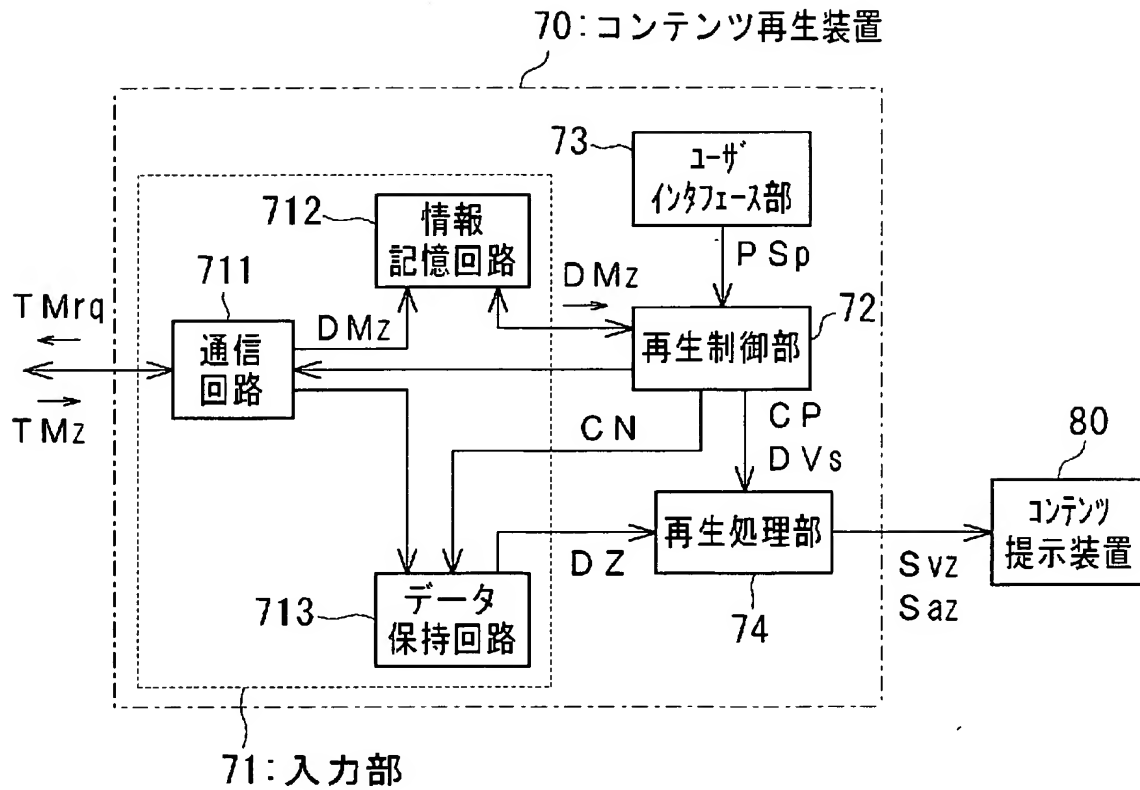 70:コンテンツ再生装置
73
ユーザ
インタフェース部
712
情報
記憶回路
PSp
711
DMz
TMrq
DMz
72
通信
回路
再生制御部
TMz
CN
CP
DVs
80
再生処理部
コンテンツ
提示装置
DZ
Svz
Saz
713
データ
保持回路
74
71:入力部